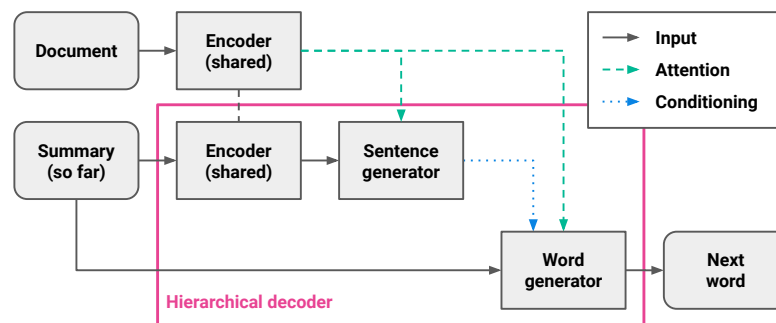 Document
Encoder
(shared)
Input
Attention
Conditioning
Summary
(so far)
Encoder
(shared)
Sentence
generator
Word
generator
Next
word
Hierarchical decoder